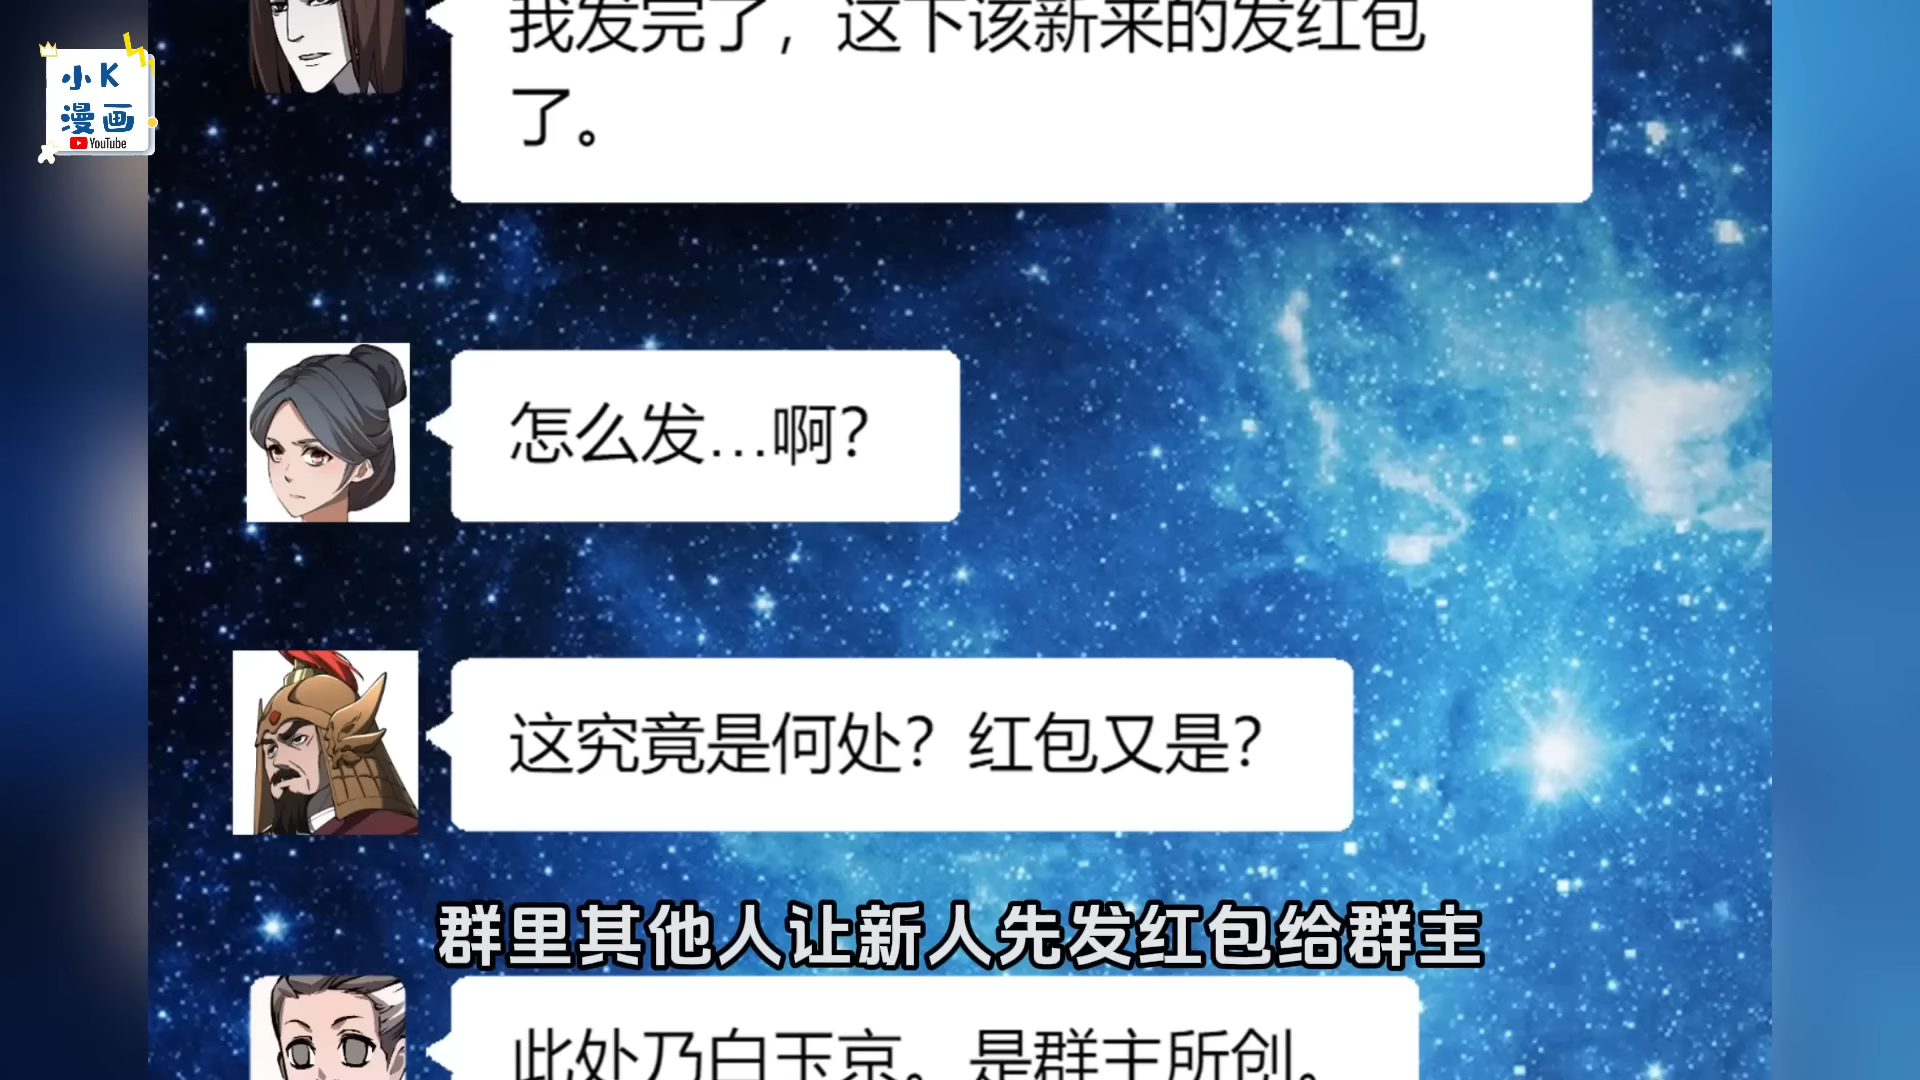 小K
漫画
YouTube
我发完了，这下该新来的发红包
了。
怎么发…啊？
这究竟是何处？红包又是？
群里其他人让新人先发红包给群主
此处乃白玉京。是群主所创。